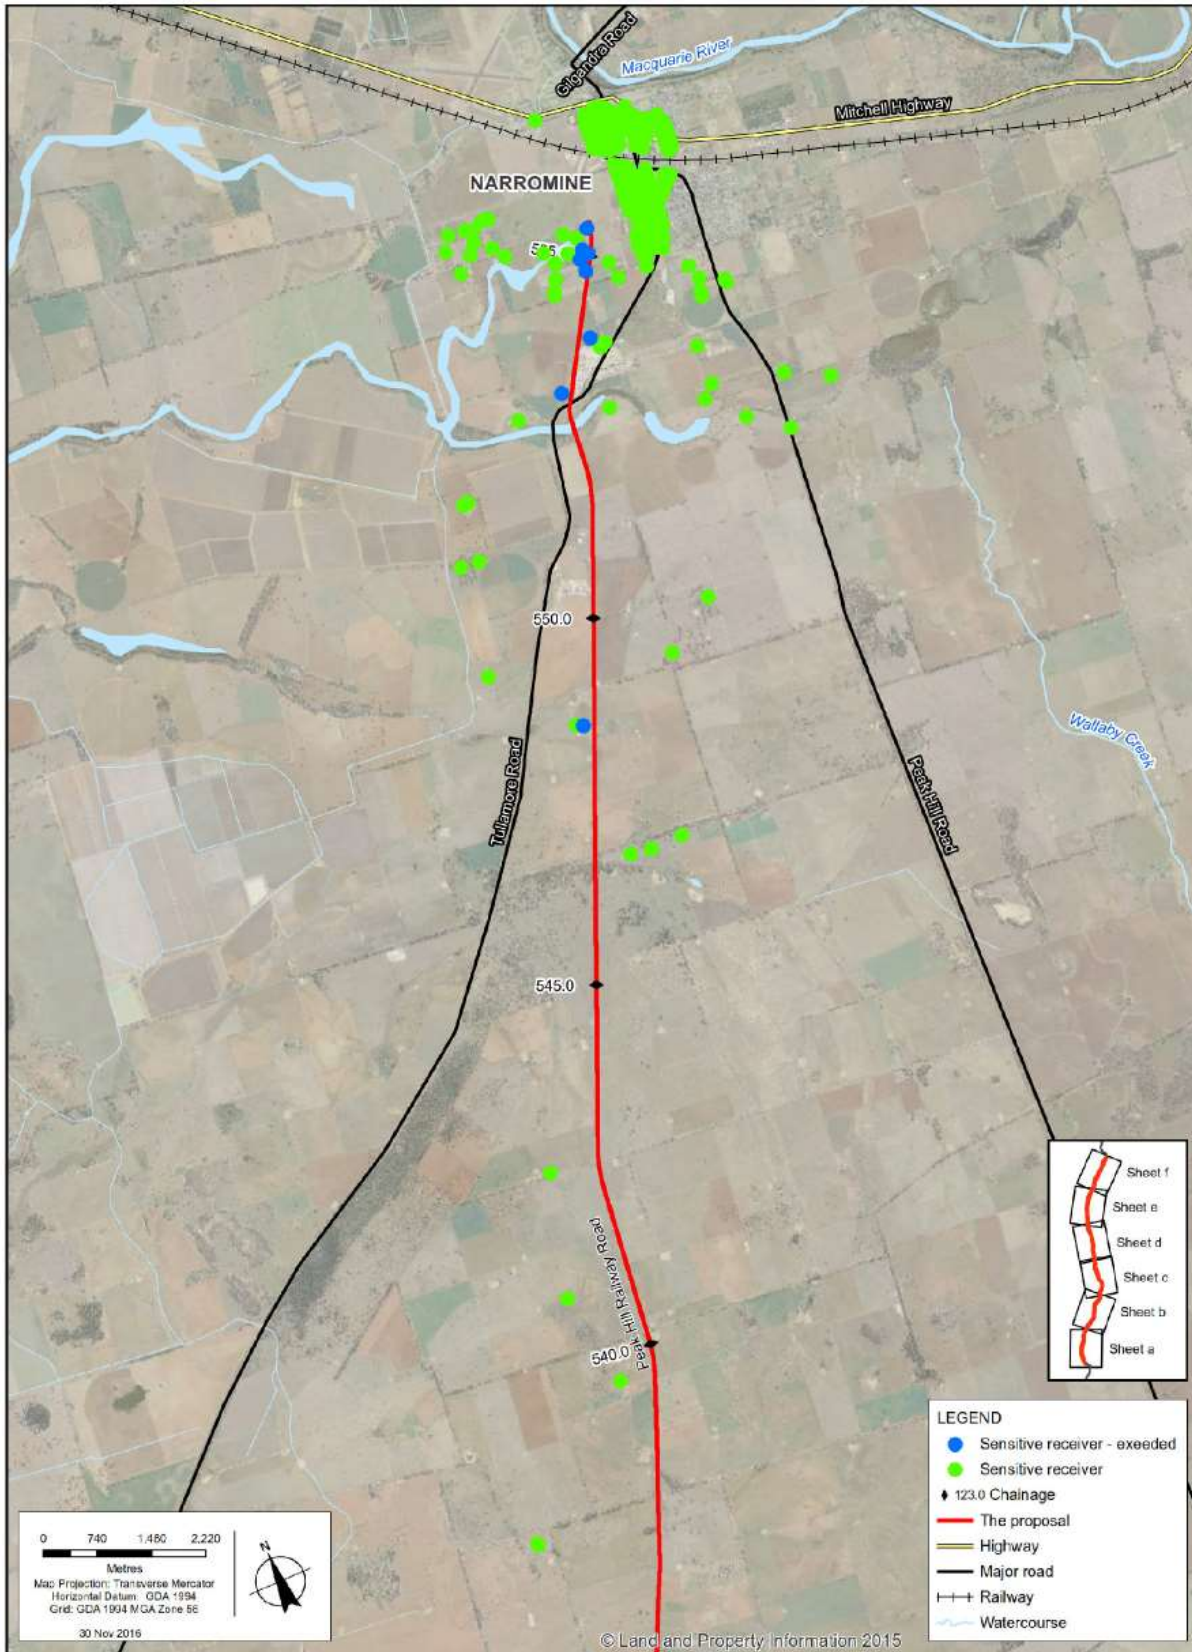 Gilgandra Road
Macquarie River
Mitchell Highway
NARROMINE
550.0
Tullamore Road
Peak Hill Road
Wallaby Creek
545.0
Peak Hill Railway Road
540.0
Sheet f
Sheet e
Sheet d
Sheet c
Sheet b
Sheet a
LEGEND
Sensitive receiver - exeeded
Sensitive receiver
123.0 Chainage
The proposal
Highway
Major road
Railway
Watercourse
0 740 1,480 2,220
Metres
Map Projection: Transverse Mercator
Horizontal Datum: GDA 1994
Grid: GDA 1994 MGA Zone 56
30 Nov 2016
N
© Land and Property Information 2015